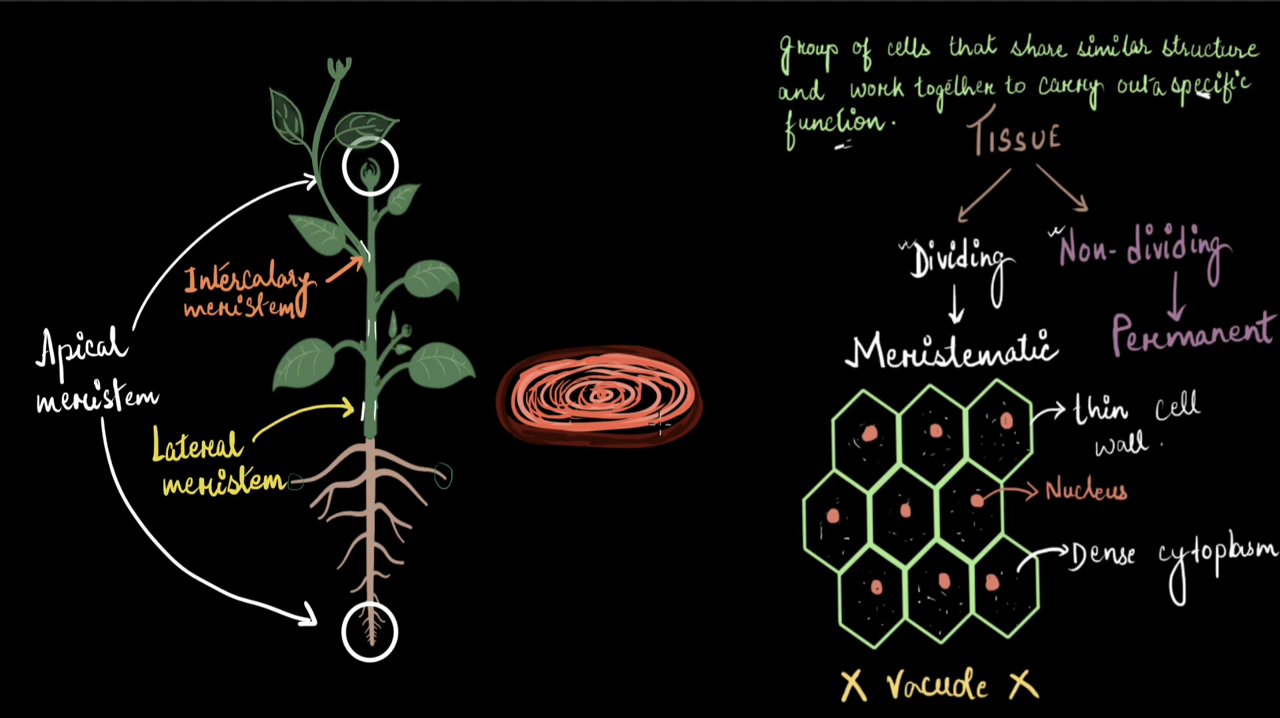 Group of cells that share similar structure
and work together to carry out a specific
function.
TISSUE
Dividing
Non-dividing
Meristematic
Permanent
thin cell
wall.
Nucleus
Dense cytoplasm
X Vacuole X
Intercalary
meristem
Apical
meristem
Lateral
meristem